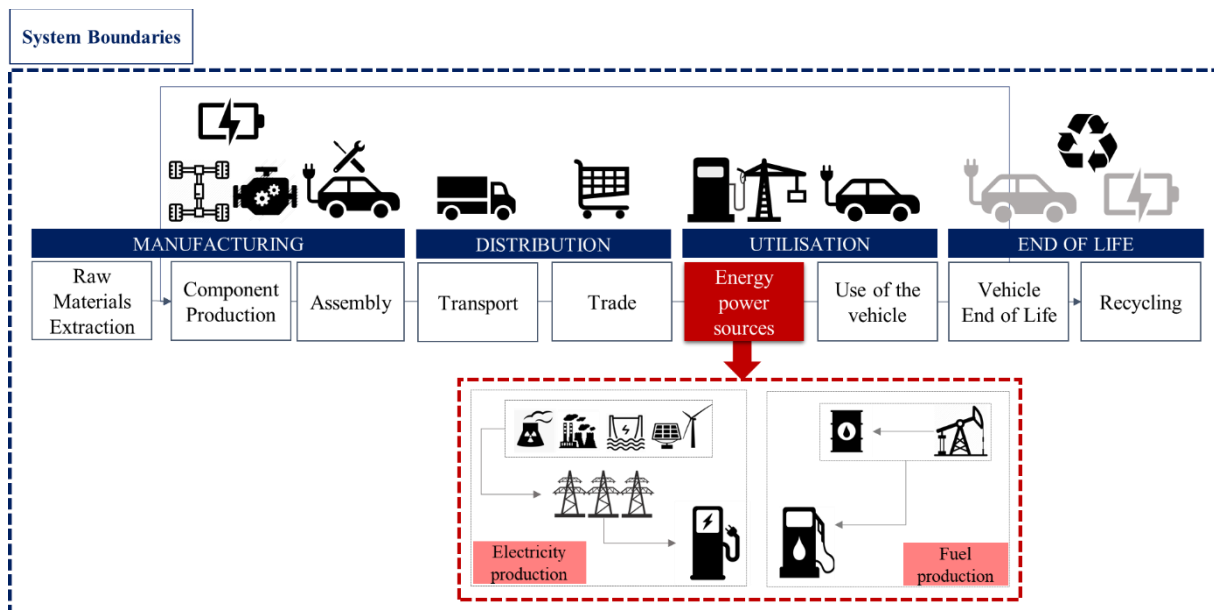 System Boundaries
MANUFACTURING
DISTRIBUTION
UTILISATION
END OF LIFE
Raw
Materials
Extraction
Component
Production
Assembly
Transport
Trade
Energy
power
sources
Use of the
vehicle
Vehicle
End of Life
Recycling
Electricity
production
Fuel
production